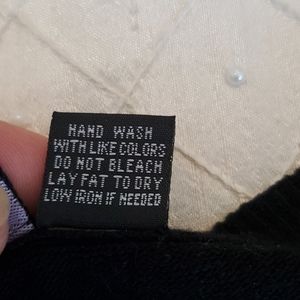 HAND WASH
WITH LIKE COLORS
DO NOT BLEACH
LAY FAT TO DRY
LOW IRON IF NEEDED